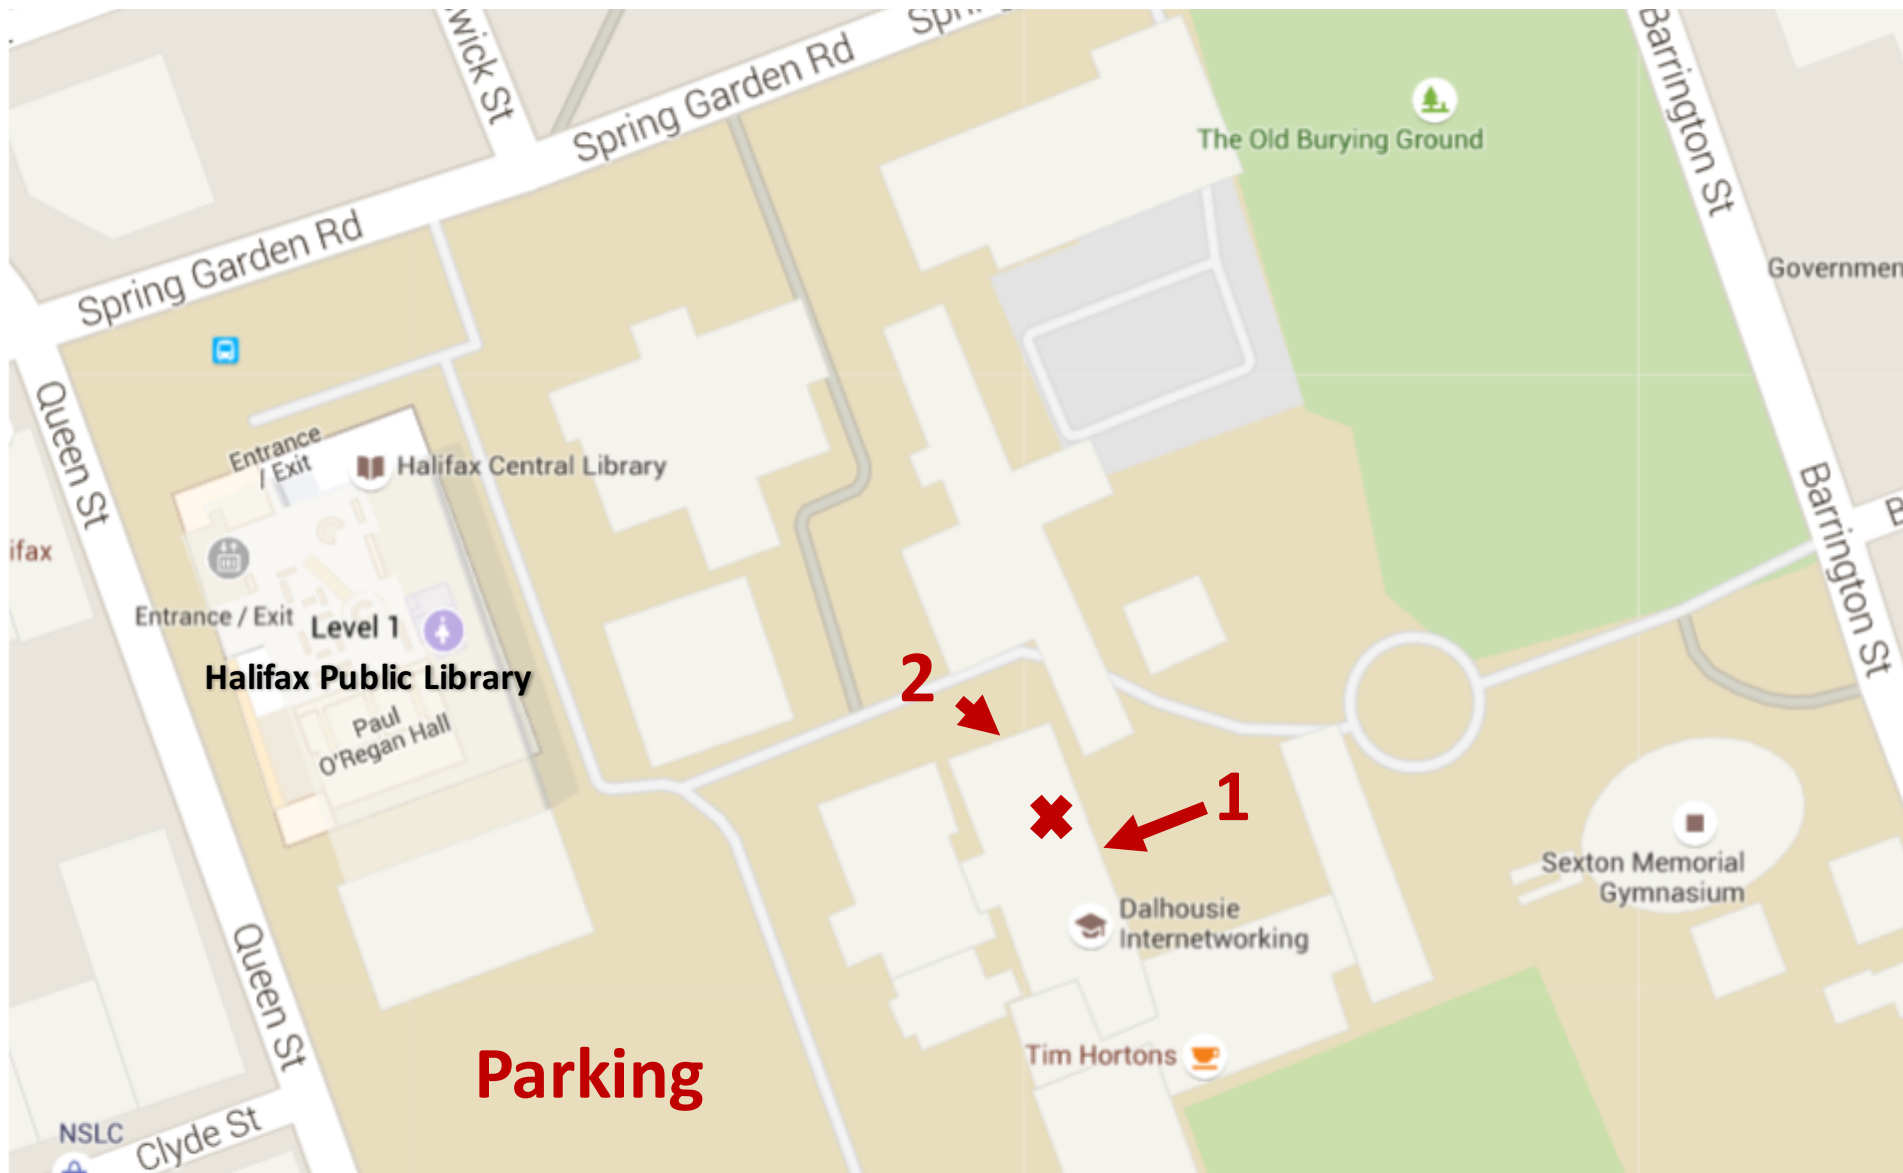 wick St
Spring Garden Rd
Spring Garden Rd
Barrington St
The Old Burying Ground
Governmen
Queen St
Entrance
/ Exit
Halifax Central Library
ifax
Entrance / Exit
Level 1
Halifax Public Library
Paul
O'Regan Hall
Barrington St
2
1
Sexton Memorial
Gymnasium
Dalhousie
Internetworking
Queen St
Parking
Tim Hortons
NSLC
Clyde St